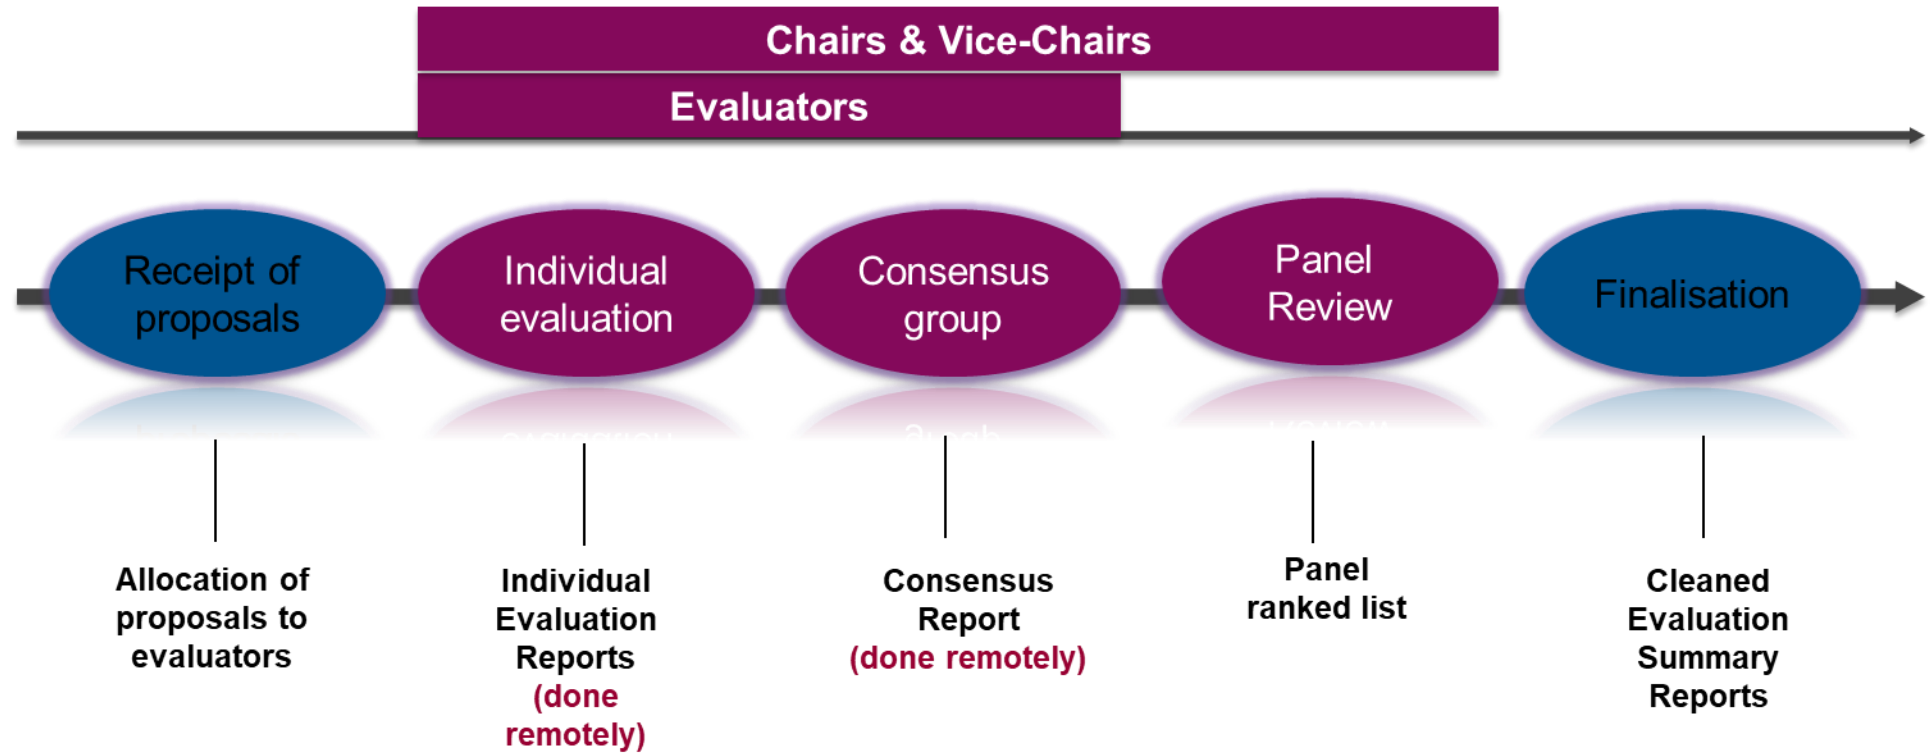 Chairs & Vice-Chairs
Evaluators
Receipt of
proposals
Individual
evaluation
Consensus
group
Panel
Review
Finalisation
Allocation of
proposals to
evaluators
Individual
Evaluation
Reports
(done
remotely)
Consensus
Report
(done remotely)
Panel
ranked list
Cleaned
Evaluation
Summary
Reports